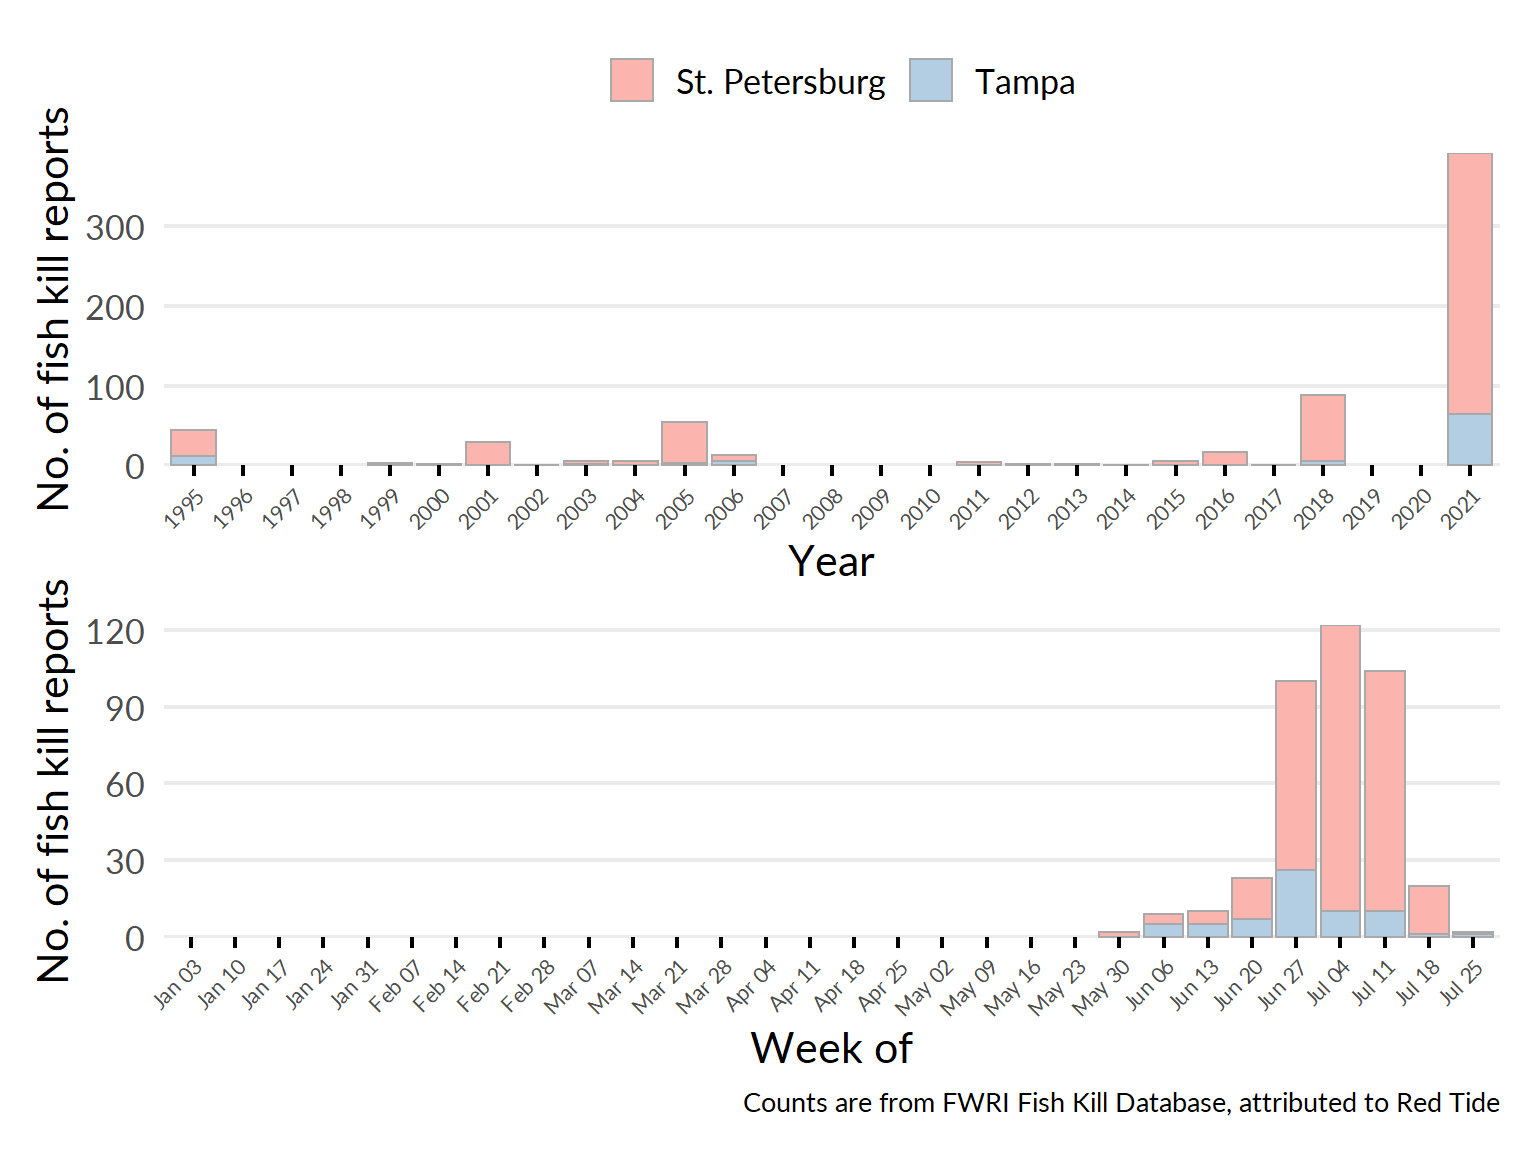 St. Petersburg Tampa
No. of fish kill reports
300
200
100
0
1995 1996 1997 1998 1999 2000 2001 2002 2003 2004 2005 2006 2007 2008 2009 2010 2011 2012 2013 2014 2015 2016 2017 2018 2019 2020 2021
Year
No. of fish kill reports
120
90
60
30
0
Jan 03 Jan 10 Jan 17 Jan 24 Jan 31 Feb 07 Feb 14 Feb 21 Feb 28 Mar 07 Mar 14 Mar 21 Mar 28 Apr 04 Apr 11 Apr 18 Apr 25 May 02 May 09 May 16 May 23 May 30 Jun 06 Jun 13 Jun 20 Jun 27 Jul 04 Jul 11 Jul 18 Jul 25
Week of
Counts are from FWRI Fish Kill Database, attributed to Red Tide